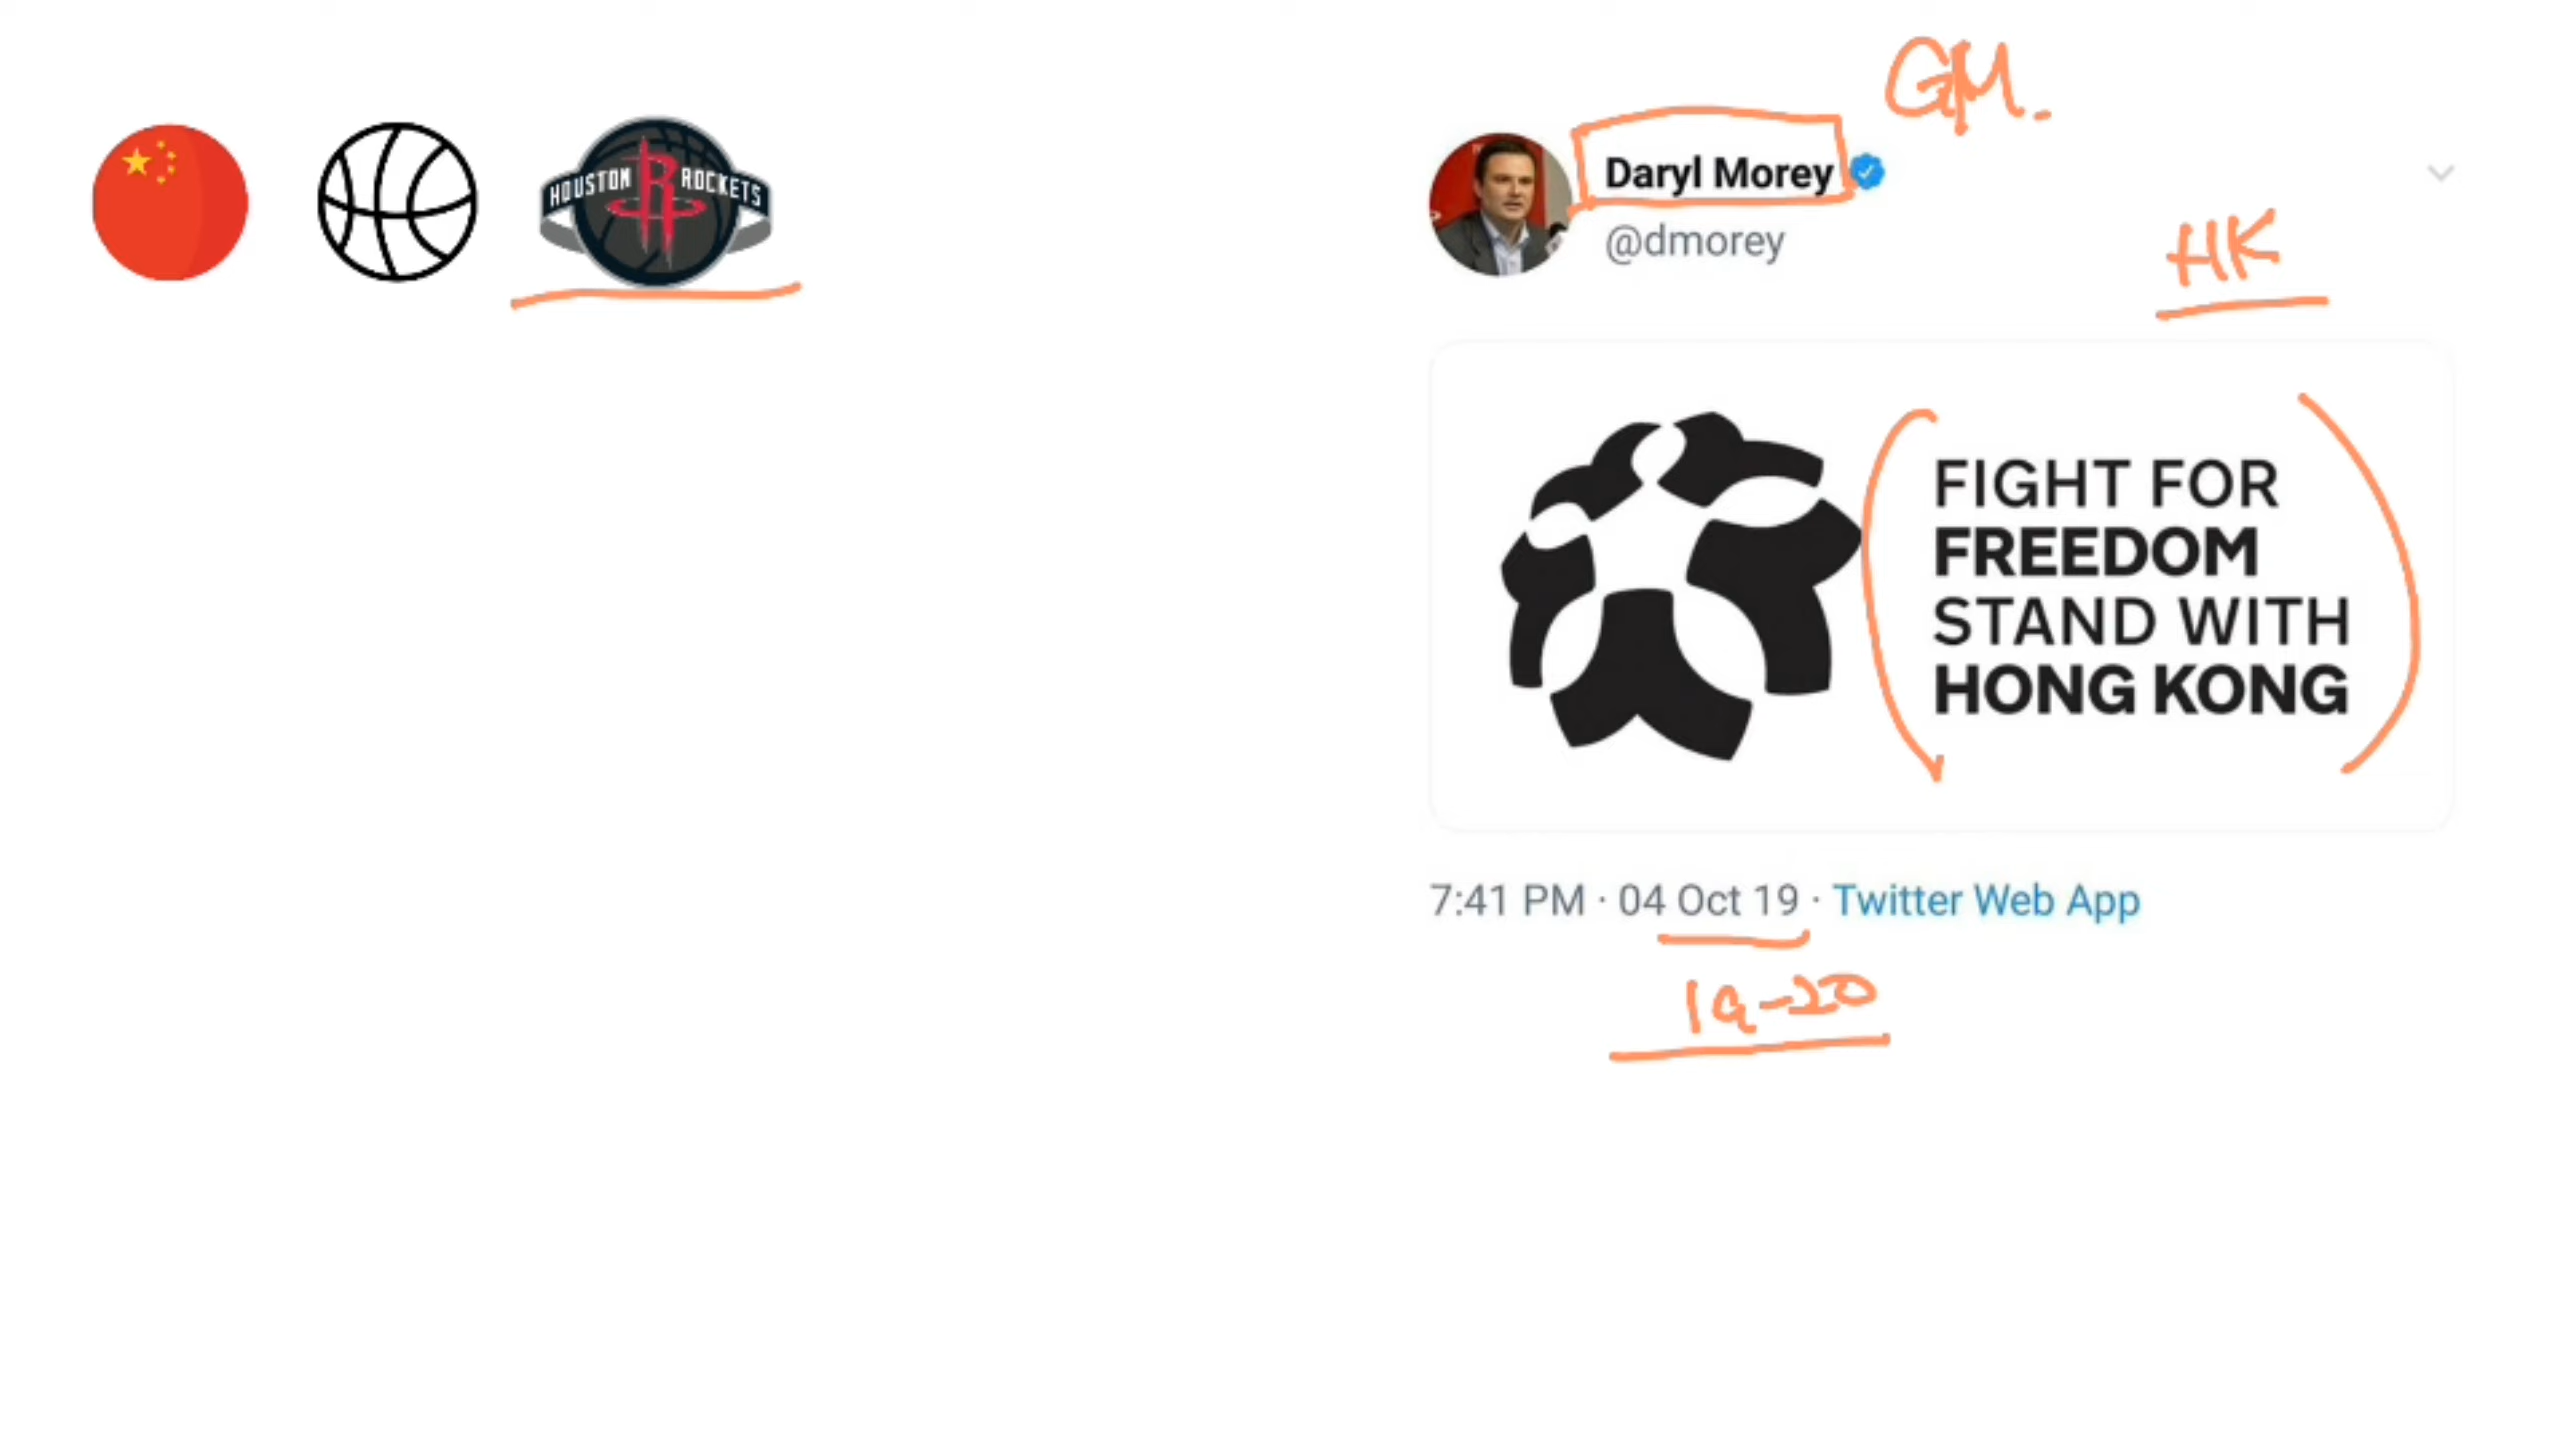 HOUSTON ROCKETS
GM.
Daryl Morey
@dmorey
HK
FIGHT FOR
FREEDOM
STAND WITH
HONG KONG
7:41 PM · 04 Oct 19 · Twitter Web App
19-20